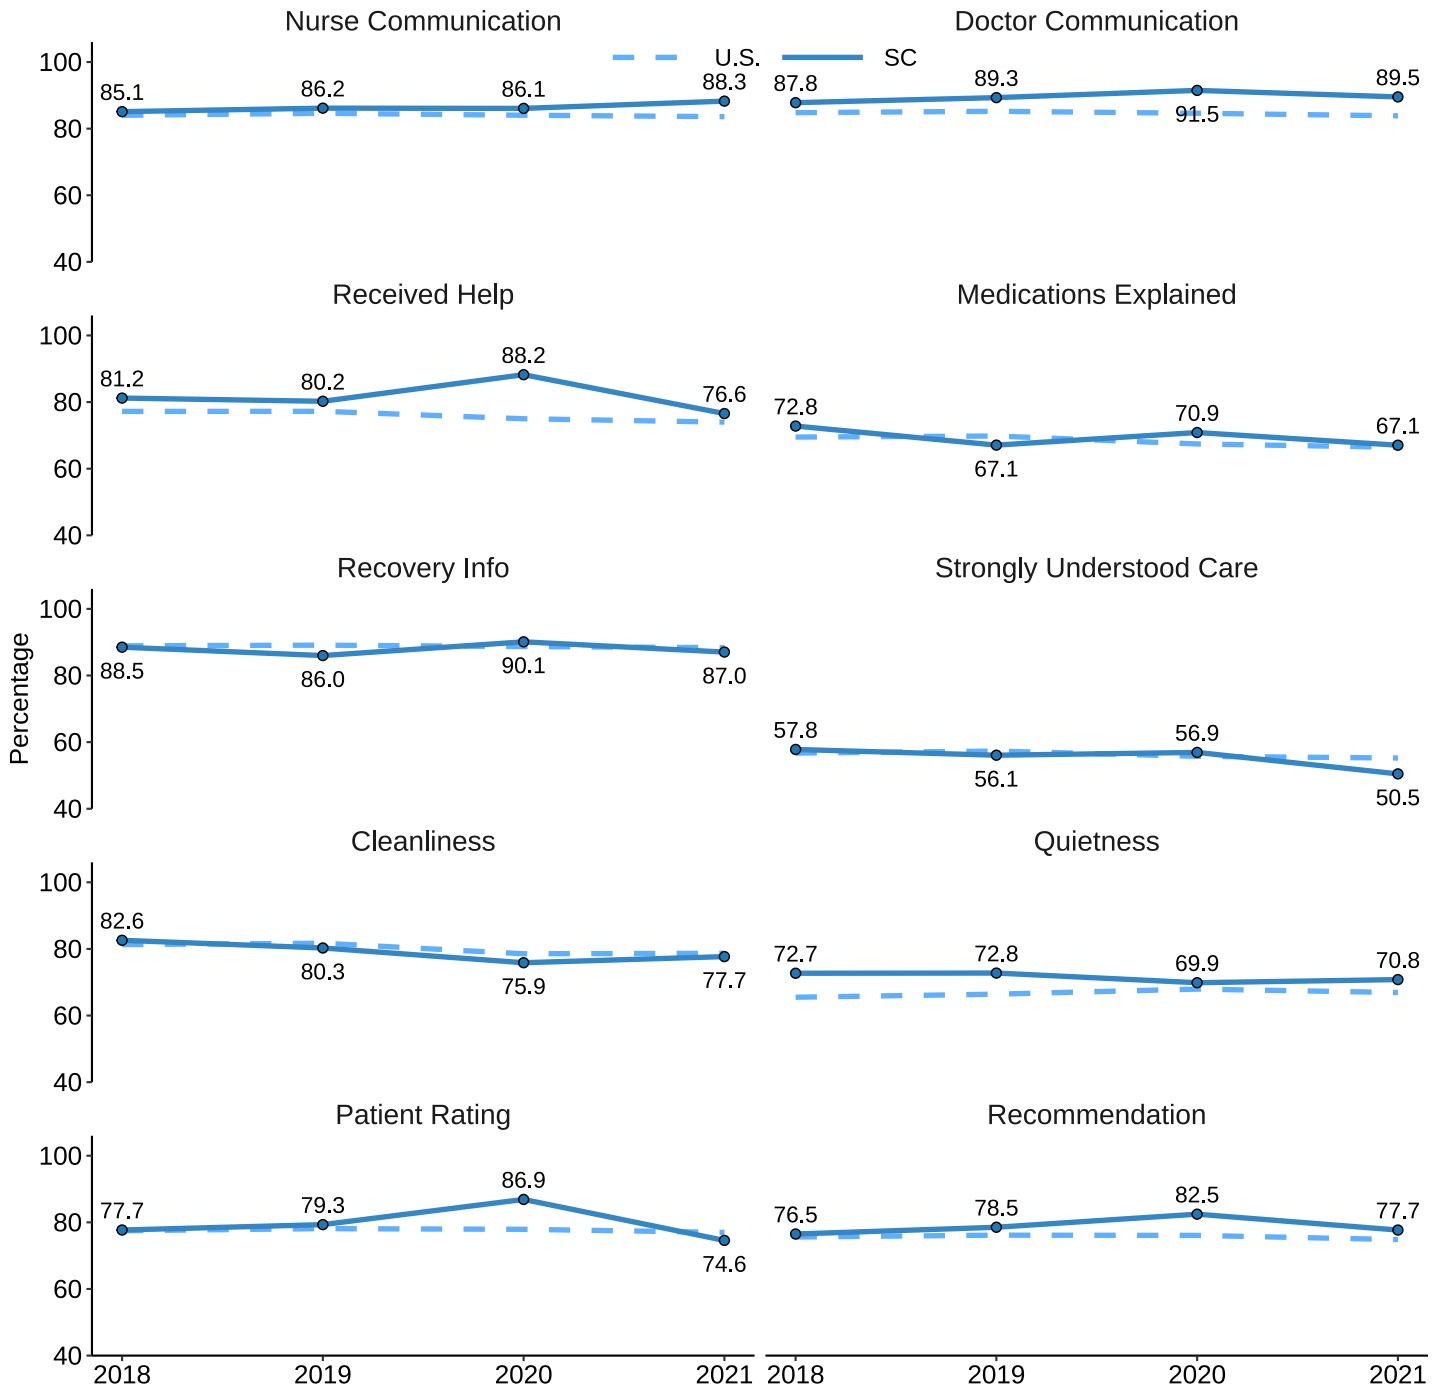 Nurse Communication
Doctor Communication
U.S. SC
100
80
60
40
85.1 86.2 86.1 88.3
87.8 89.3 91.5 89.5
Received Help
Medications Explained
100
80
60
40
81.2 80.2 88.2 76.6
72.8 67.1 70.9 67.1
Recovery Info
Strongly Understood Care
Percentage
100
80
60
40
88.5 86.0 90.1 87.0
57.8 56.1 56.9 50.5
Cleanliness
Quietness
100
80
60
40
82.6 80.3 75.9 77.7
72.7 72.8 69.9 70.8
Patient Rating
Recommendation
100
80
60
40
77.7 79.3 86.9 74.6
76.5 78.5 82.5 77.7
2018 2019 2020 2021
2018 2019 2020 2021